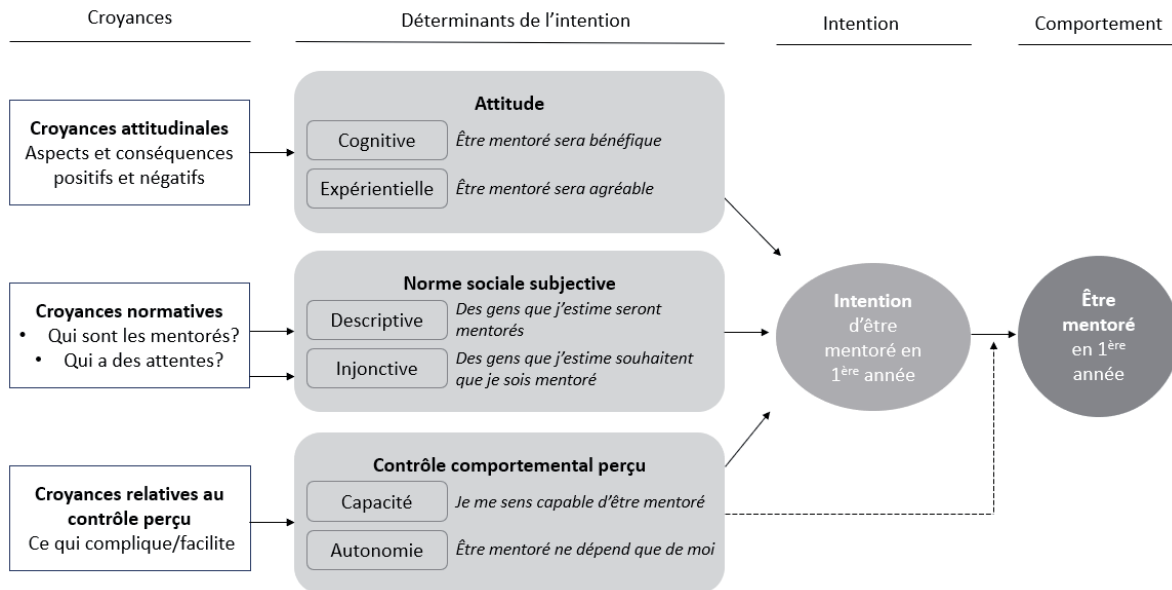 Croyances
Déterminants de l'intention
Intention
Comportement
Croyances attitudinales
Aspects et conséquences
positifs et négatifs
Attitude
Cognitive
Être mentoré sera bénéfique
Expérientielle
Être mentoré sera agréable
Croyances normatives
• Qui sont les mentorés?
• Qui a des attentes?
Norme sociale subjective
Descriptive
Des gens que j'estime seront
mentorés
Injonctive
Des gens que j'estime souhaitent
que je sois mentoré
Croyances relatives au
contrôle perçu
Ce qui complique/facilite
Contrôle comportemental perçu
Capacité
Je me sens capable d'être mentoré
Autonomie
Être mentoré ne dépend que de moi
Intention
d'être
mentoré en
1ère année
Être
mentoré
en 1ère
année